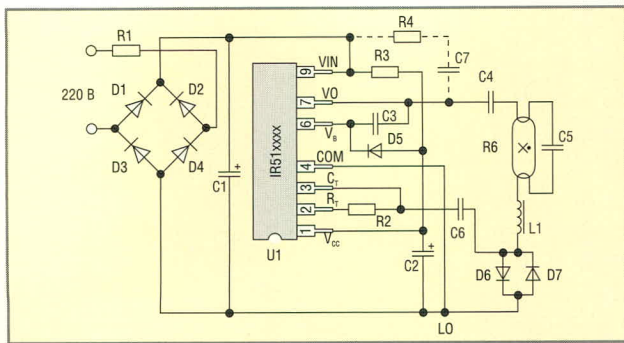 R1
220 В
D1
D2
D3
D4
C1
+
IR51xxxx
U1
9
VIN
7
VO
6
VB
4
COM
3
CT
2
RT
1
VCC
R4
R3
C7
C3
D5
R2
C2
+
C6
C4
R6
C5
L1
D6
D7
LO